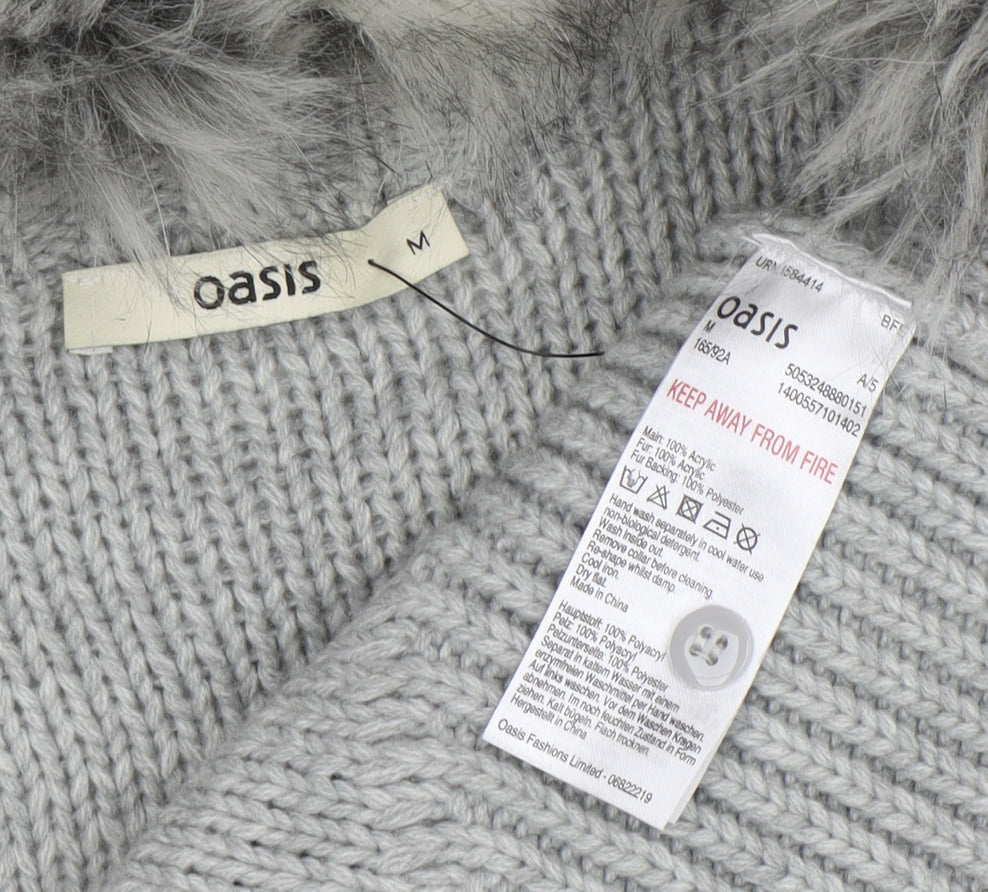 oasis
M
URN 1584414
BF
oasis
M
165/92A
A/5
5053248880151
1400557101402
KEEP AWAY FROM FIRE
Main: 100% Acrylic
Fur: 100% Acrylic
Fur Backing: 100% Polyester
Hand wash separately in cool water use
non-biological detergent.
Wash inside out.
Remove collar before cleaning
Re-shape whilst damp.
Cool iron.
Dry flat.
Made In China
Hauptstoff: 100% Polyacryl
Pelz: 100% Polyacryl
Pelzunterseite: 100% Polyester
Separat in kaltem Wasser mit einem
enzymfreien Waschmittel per Hand waschen.
Auf links waschen. Vor dem Waschen Kragen
abnehmen. Im noch feuchten Zustand in Form
ziehen. Kalt bügeln. Flach trocknen.
Hergestellt in China
Oasis Fashions Limited - 06822219